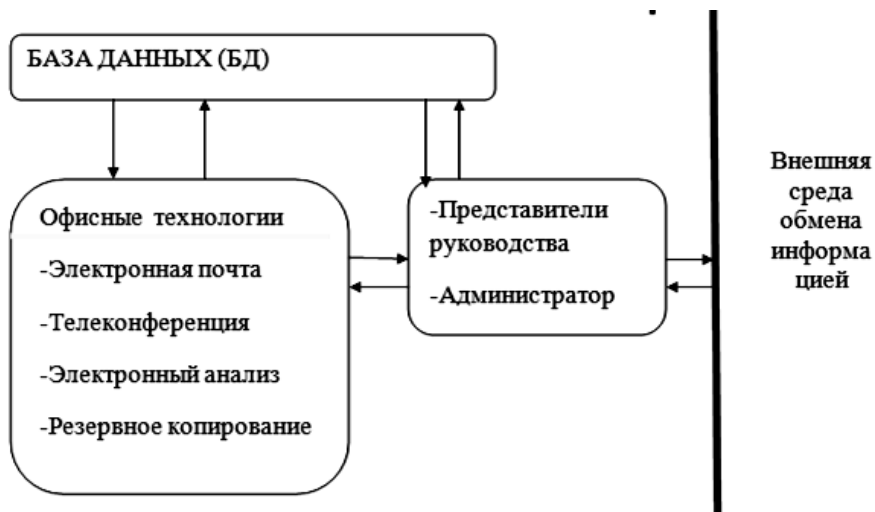 БАЗА ДАННЫХ (БД)
Офисные технологии
-Электронная почта
-Телеконференция
-Электронный анализ
-Резервное копирование
-Представители
руководства
-Администратор
Внешняя
среда
обмена
информа
цией